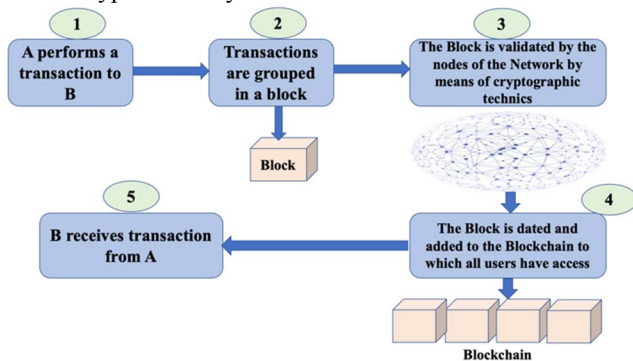 1
A performs a
transaction to
B
2
Transactions
are grouped
in a block
Block
3
The Block is validated by the
nodes of the Network by
means of cryptographic
technics
4
The Block is dated and
added to the Blockchain to
which all users have access
Blockchain
5
B receives transaction
from A